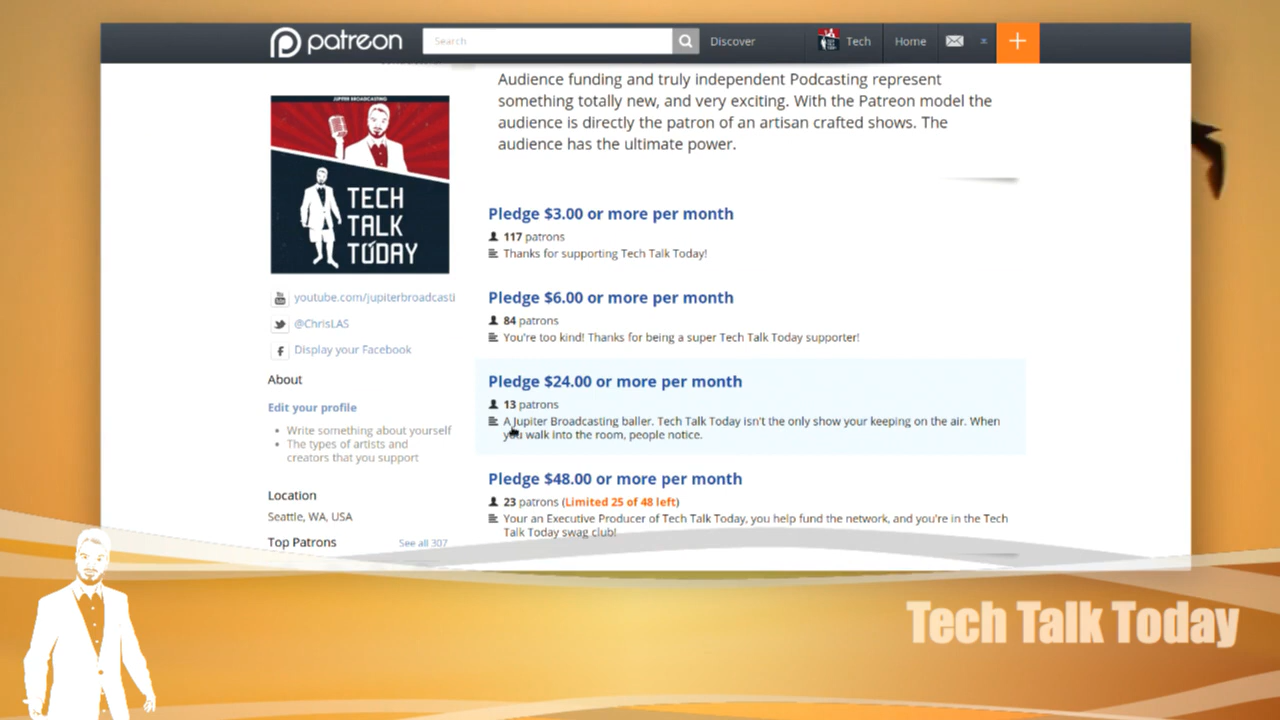 patreon
Search
Discover
Tech
Home
Audience funding and truly independent Podcasting represent
something totally new, and very exciting. With the Patreon model the
audience is directly the patron of an artisan crafted shows. The
audience has the ultimate power.
JUPITER BROADCASTING
TECH
TALK
TODAY
youtube.com/jupiterbroadcasti
@ChrisLAS
Display your Facebook
About
Edit your profile
Write something about yourself
The types of artists and
creators that you support
Location
Seattle, WA, USA
Top Patrons
See all 307
Pledge $3.00 or more per month
117 patrons
Thanks for supporting Tech Talk Today!
Pledge $6.00 or more per month
84 patrons
You're too kind! Thanks for being a super Tech Talk Today supporter!
Pledge $24.00 or more per month
13 patrons
A Jupiter Broadcasting baller. Tech Talk Today isn't the only show your keeping on the air. When
you walk into the room, people notice.
Pledge $48.00 or more per month
23 patrons (Limited 25 of 48 left)
Your an Executive Producer of Tech Talk Today, you help fund the network, and you're in the Tech
Talk Today swag club!
Tech Talk Today